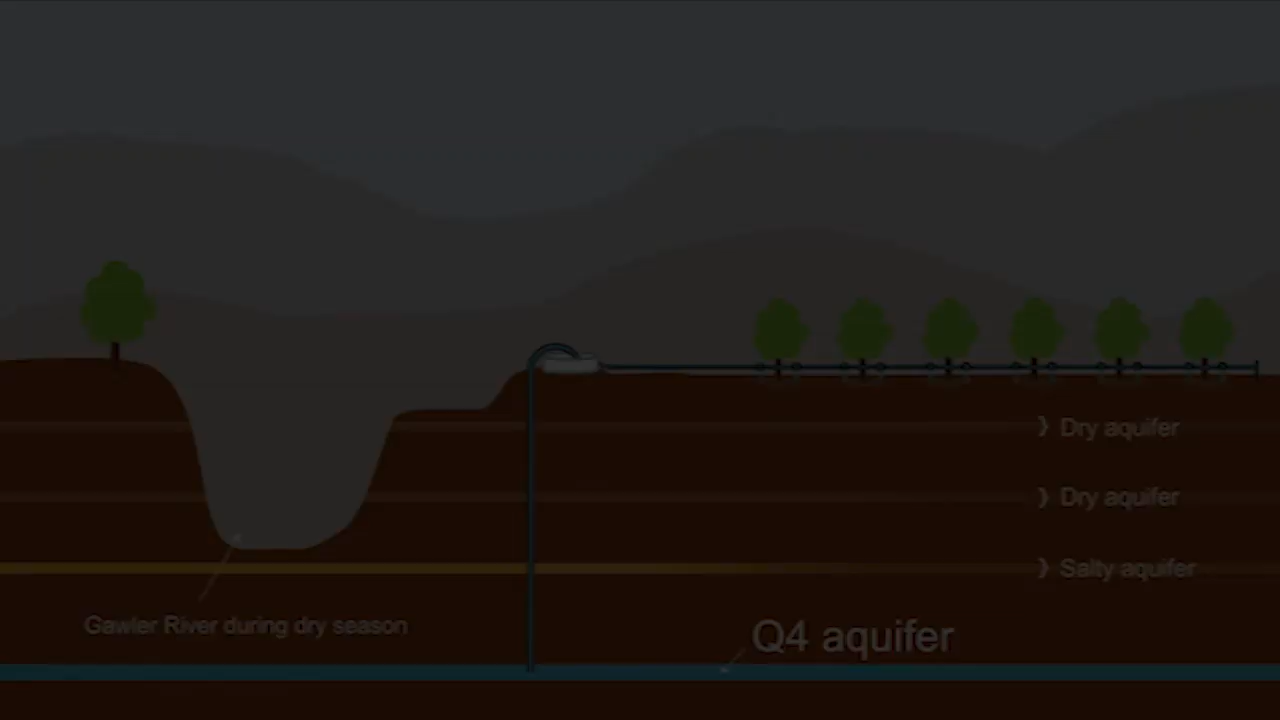 Dry aquifer
Dry aquifer
Salty aquifer
Gawler River during dry season
Q4 aquifer